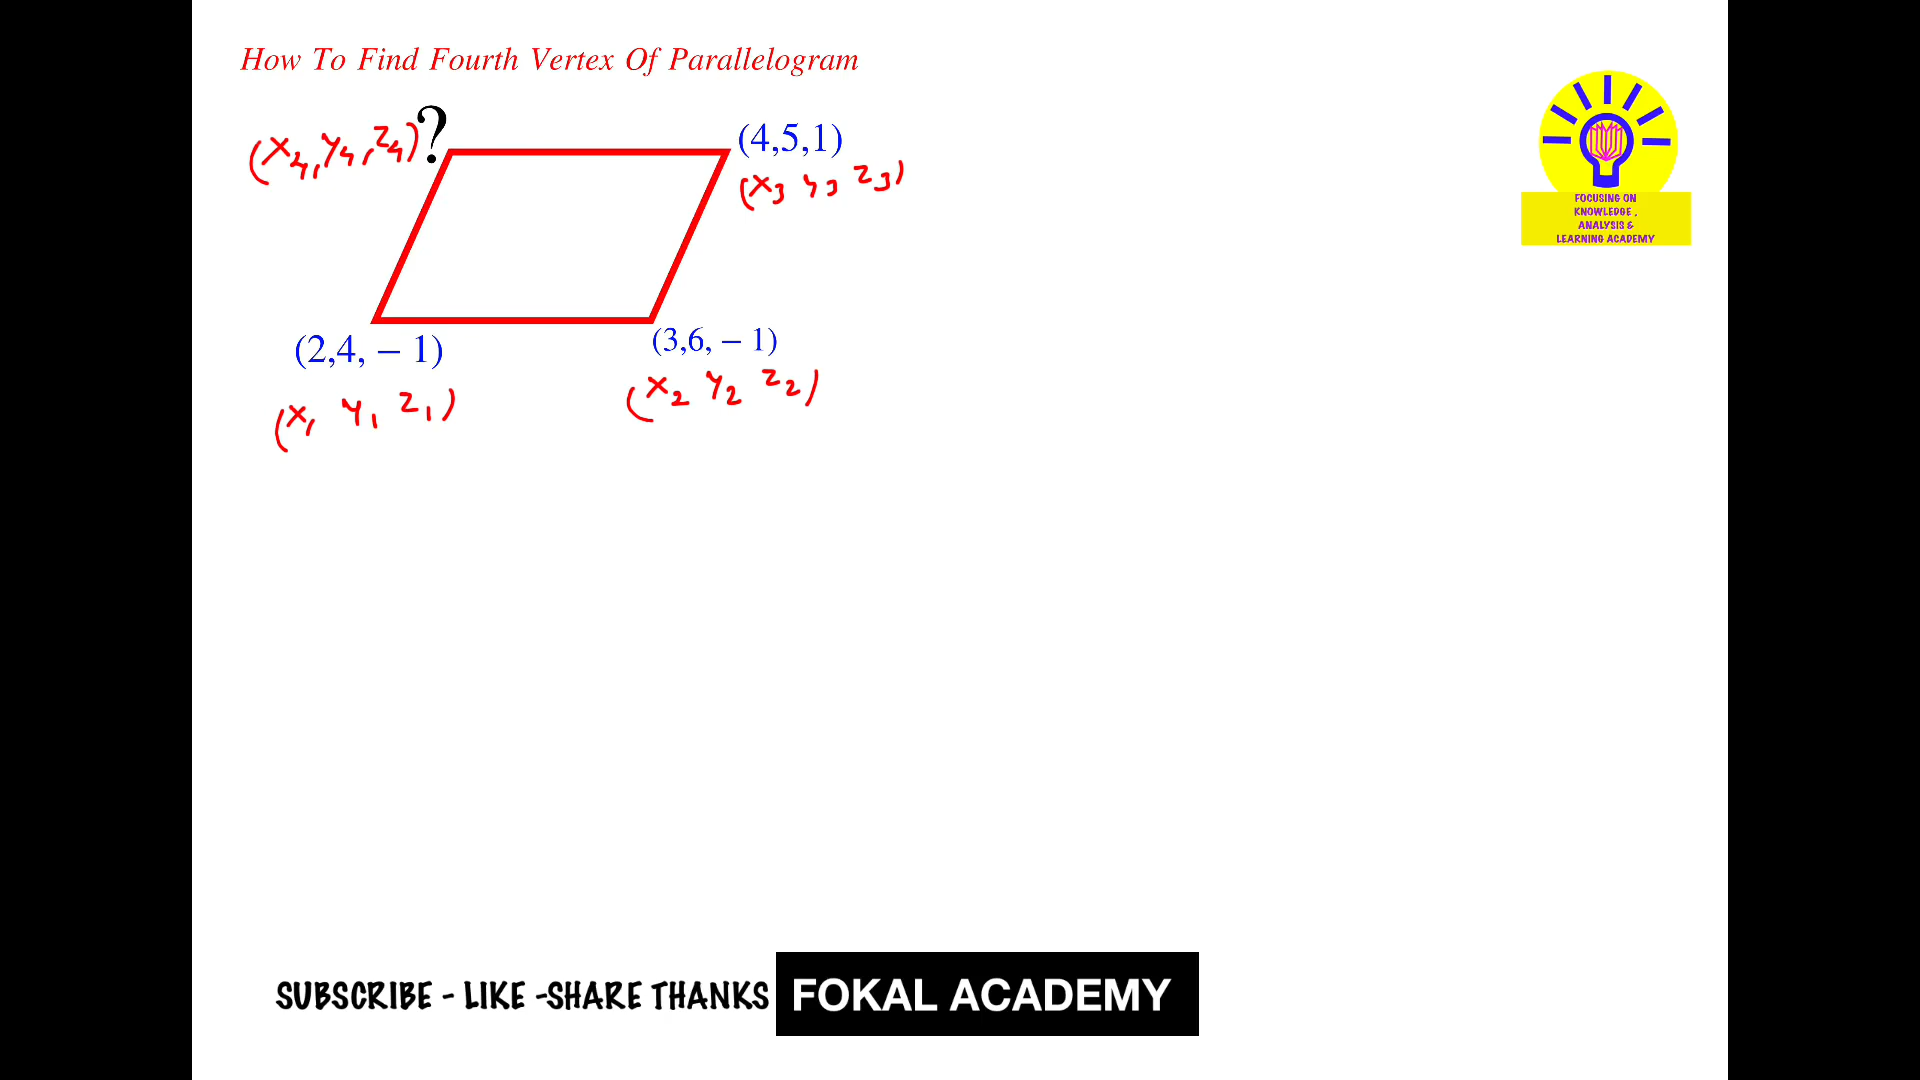 How To Find Fourth Vertex Of Parallelogram
(x4, y4, z4) ?
(4,5,1)
(x3 y3 z3)
(2,4, − 1)
(3,6, − 1)
(x1 y1 z1)
(x2 y2 z2)
FOCUSING ON
KNOWLEDGE ,
ANALYSIS &
LEARNING ACADEMY
SUBSCRIBE - LIKE -SHARE THANKS FOKAL ACADEMY